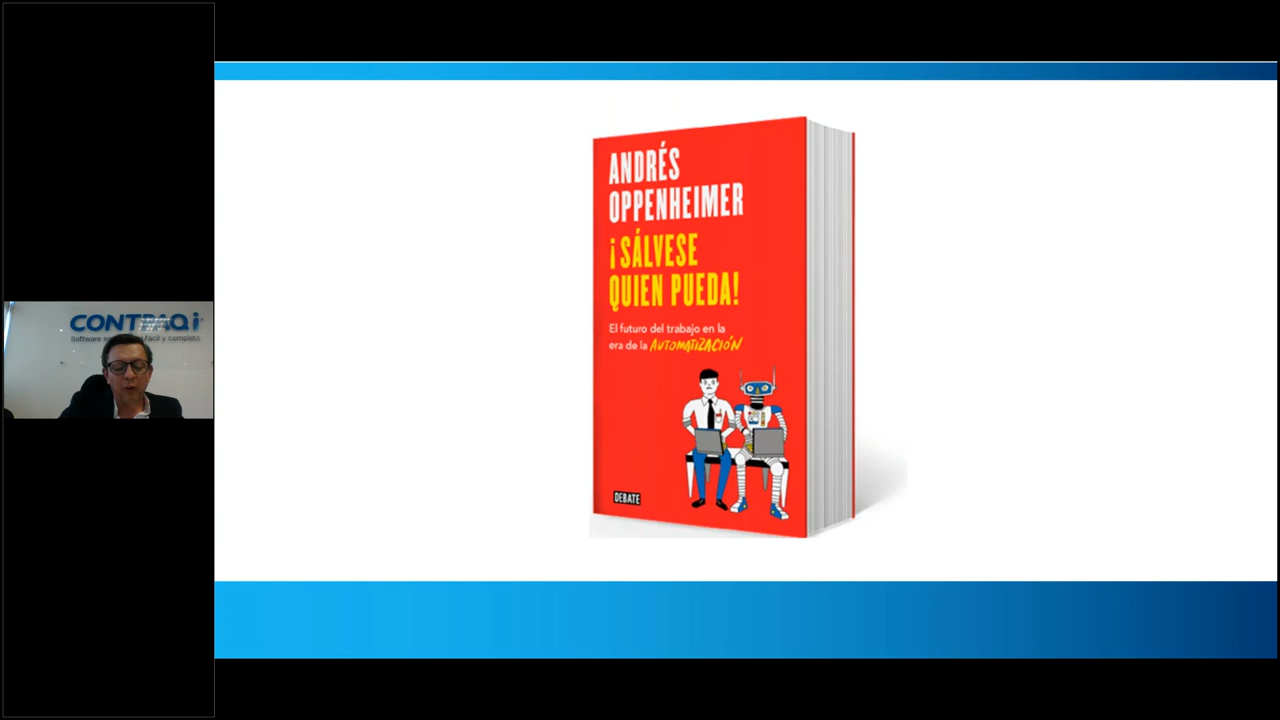 CONTPAQi
Software fácil y completo
ANDRÉS
OPPENHEIMER
¡SÁLVESE
QUIEN PUEDA!
El futuro del trabajo en la
era de la AUTOMATIZACIÓN
DEBATE